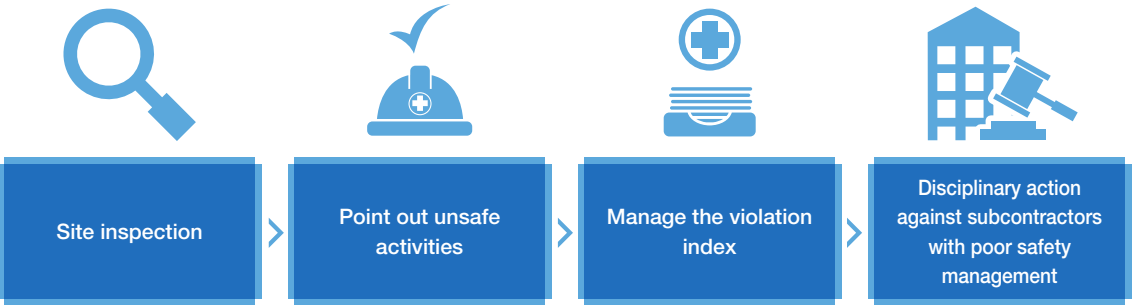 Site inspection
Point out unsafe
activities
Manage the violation
index
Disciplinary action
against subcontractors
with poor safety
management